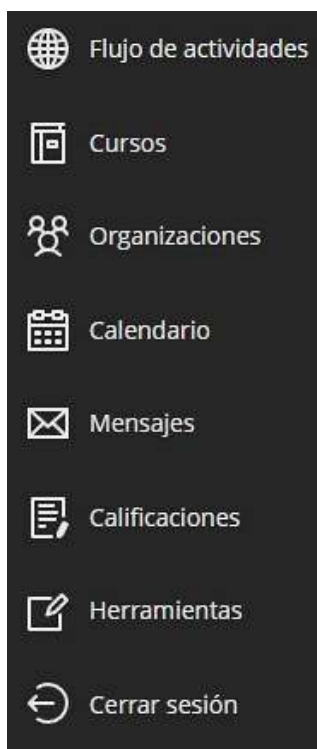 Flujo de actividades
Cursos
Organizaciones
Calendario
Mensajes
Calificaciones
Herramientas
Cerrar sesión